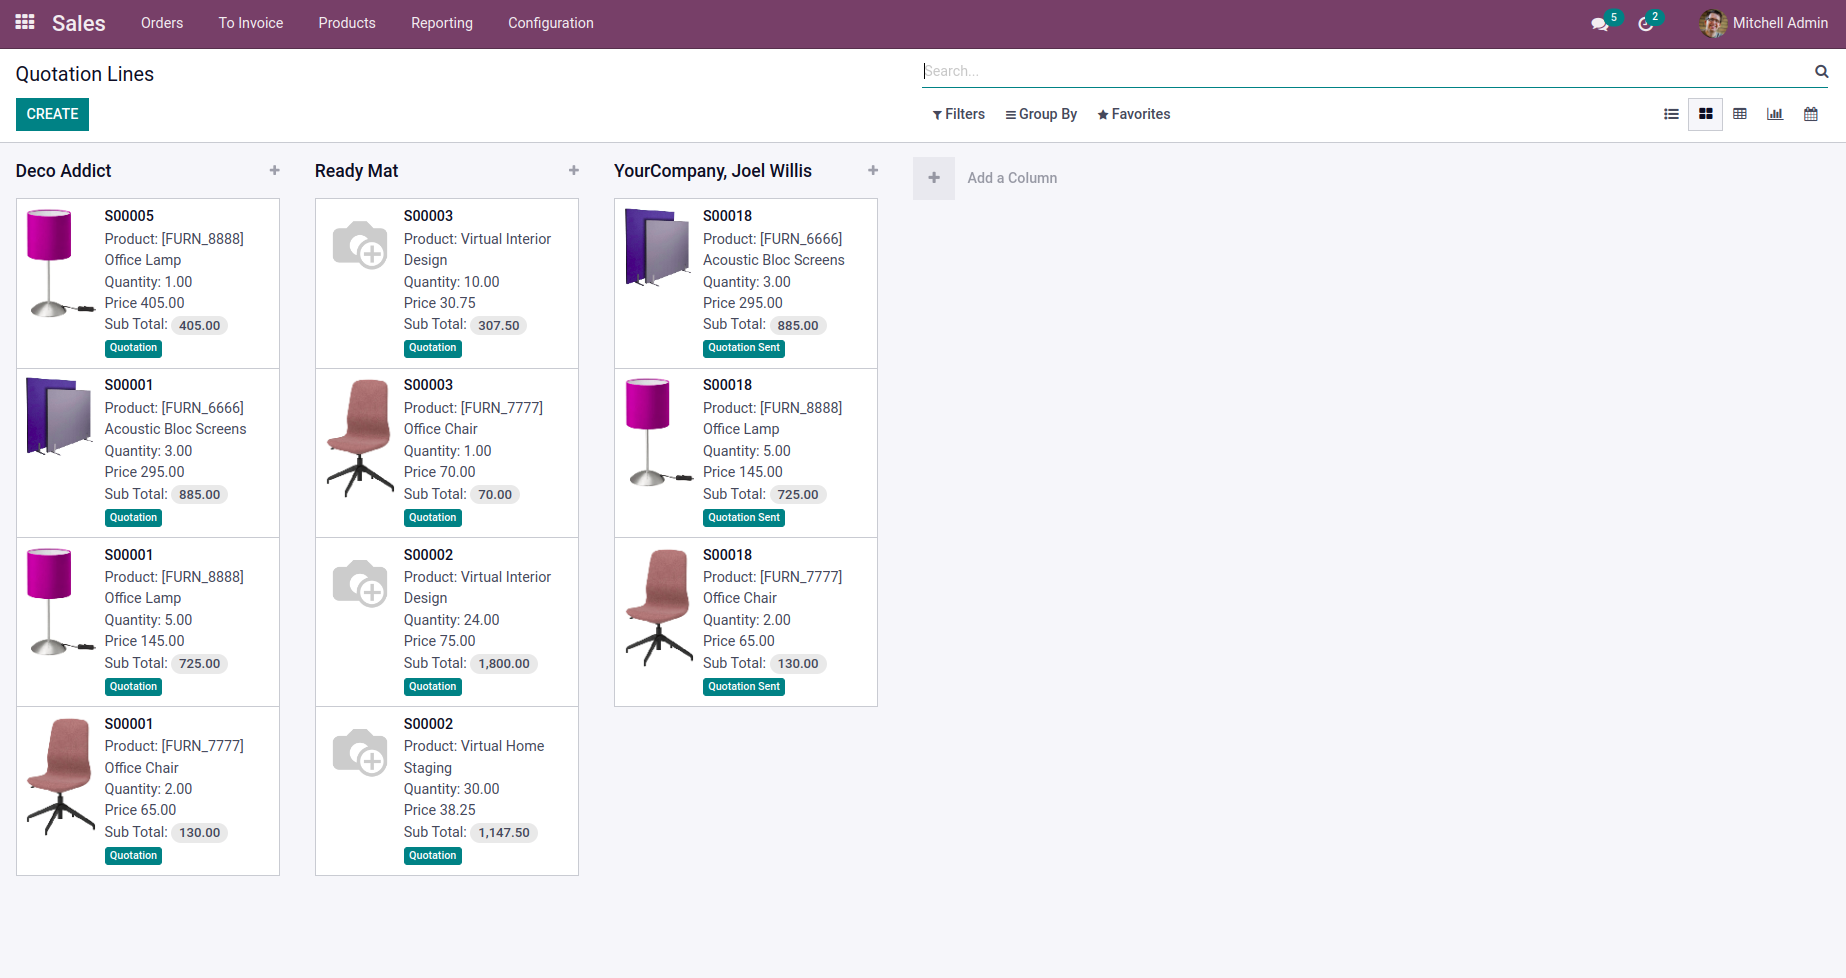 Sales Orders To Invoice Products Reporting Configuration 5 2 Mitchell Admin
Quotation Lines
Search...
CREATE
Filters Group By Favorites
Deco Addict
S00005
Product: [FURN_8888]
Office Lamp
Quantity: 1.00
Price 405.00
Sub Total: 405.00
Quotation
S00001
Product: [FURN_6666]
Acoustic Bloc Screens
Quantity: 3.00
Price 295.00
Sub Total: 885.00
Quotation
S00001
Product: [FURN_8888]
Office Lamp
Quantity: 5.00
Price 145.00
Sub Total: 725.00
Quotation
S00001
Product: [FURN_7777]
Office Chair
Quantity: 2.00
Price 65.00
Sub Total: 130.00
Quotation
Ready Mat
S00003
Product: Virtual Interior
Design
Quantity: 10.00
Price 30.75
Sub Total: 307.50
Quotation
S00003
Product: [FURN_7777]
Office Chair
Quantity: 1.00
Price 70.00
Sub Total: 70.00
Quotation
S00002
Product: Virtual Interior
Design
Quantity: 24.00
Price 75.00
Sub Total: 1,800.00
Quotation
S00002
Product: Virtual Home
Staging
Quantity: 30.00
Price 38.25
Sub Total: 1,147.50
Quotation
YourCompany, Joel Willis
S00018
Product: [FURN_6666]
Acoustic Bloc Screens
Quantity: 3.00
Price 295.00
Sub Total: 885.00
Quotation Sent
S00018
Product: [FURN_8888]
Office Lamp
Quantity: 5.00
Price 145.00
Sub Total: 725.00
Quotation Sent
S00018
Product: [FURN_7777]
Office Chair
Quantity: 2.00
Price 65.00
Sub Total: 130.00
Quotation Sent
Add a Column